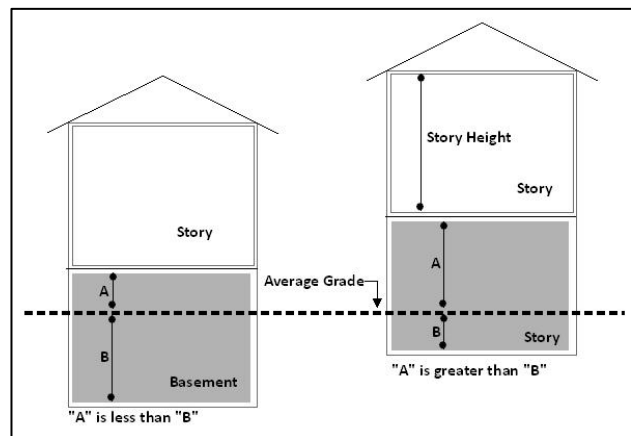 Story Height
Story
Story
A
Average Grade
A
B
B
Story
Basement
"A" is greater than "B"
"A" is less than "B"